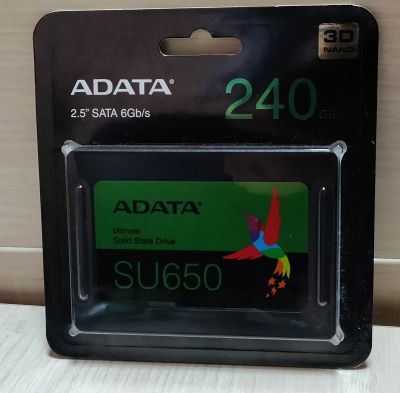 3D
NAND
ADATA®
2.5" SATA 6Gb/s
240 GB
ADATA®
Ultimate
Solid State Drive
SU650